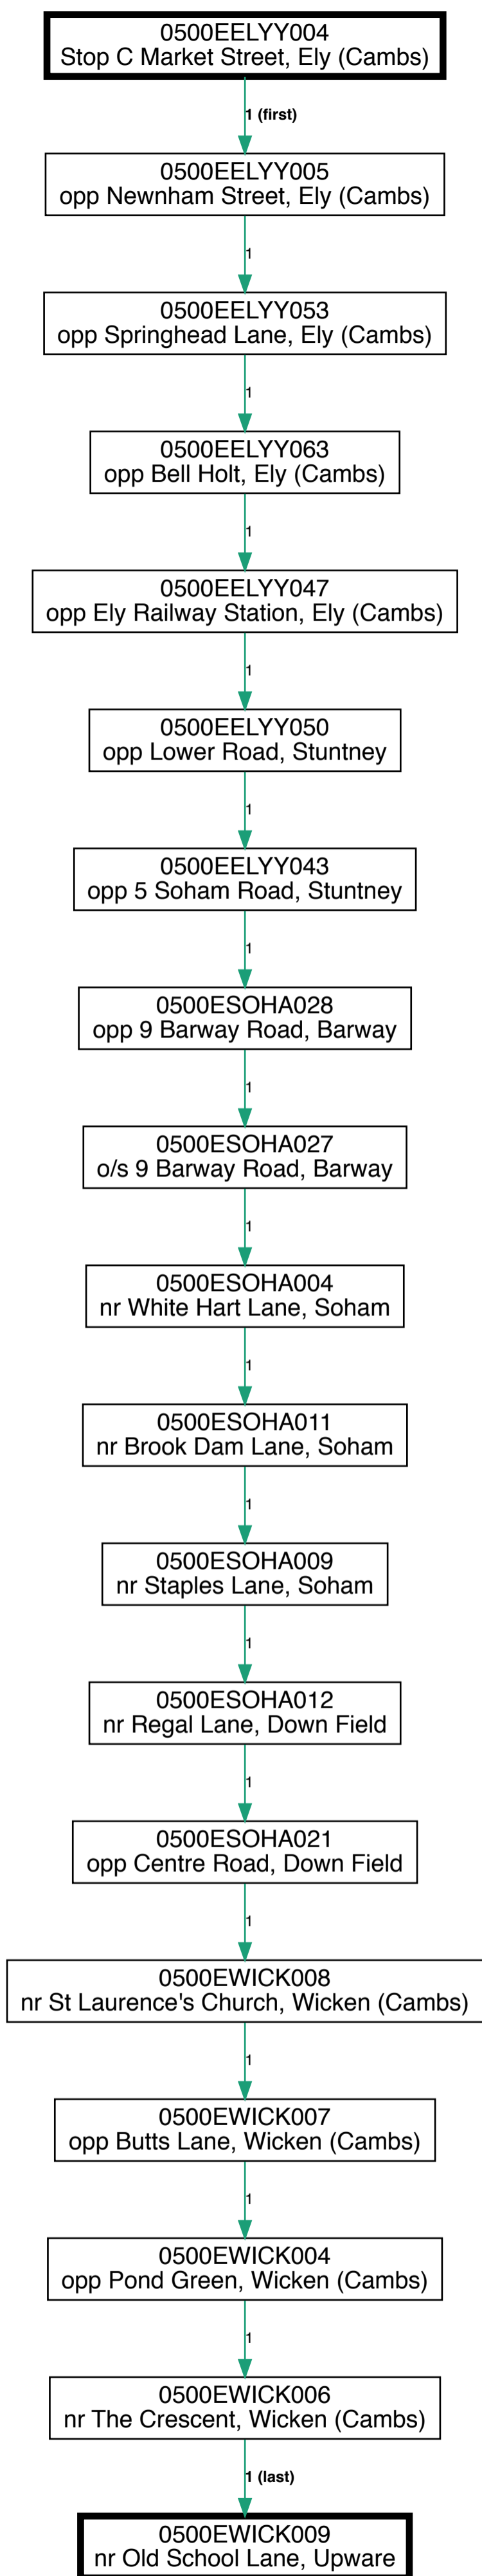 0500EELYY004
Stop C Market Street, Ely (Cambs)
1 (first)
0500EELYY005
opp Newnham Street, Ely (Cambs)
1
0500EELYY053
opp Springhead Lane, Ely (Cambs)
1
0500EELYY063
opp Bell Holt, Ely (Cambs)
1
0500EELYY047
opp Ely Railway Station, Ely (Cambs)
1
0500EELYY050
opp Lower Road, Stuntney
1
0500EELYY043
opp 5 Soham Road, Stuntney
1
0500ESOHA028
opp 9 Barway Road, Barway
1
0500ESOHA027
o/s 9 Barway Road, Barway
1
0500ESOHA004
nr White Hart Lane, Soham
1
0500ESOHA011
nr Brook Dam Lane, Soham
1
0500ESOHA009
nr Staples Lane, Soham
1
0500ESOHA012
nr Regal Lane, Down Field
1
0500ESOHA021
opp Centre Road, Down Field
1
0500EWICK008
nr St Laurence's Church, Wicken (Cambs)
1
0500EWICK007
opp Butts Lane, Wicken (Cambs)
1
0500EWICK004
opp Pond Green, Wicken (Cambs)
1
0500EWICK006
nr The Crescent, Wicken (Cambs)
1 (last)
0500EWICK009
nr Old School Lane, Upware